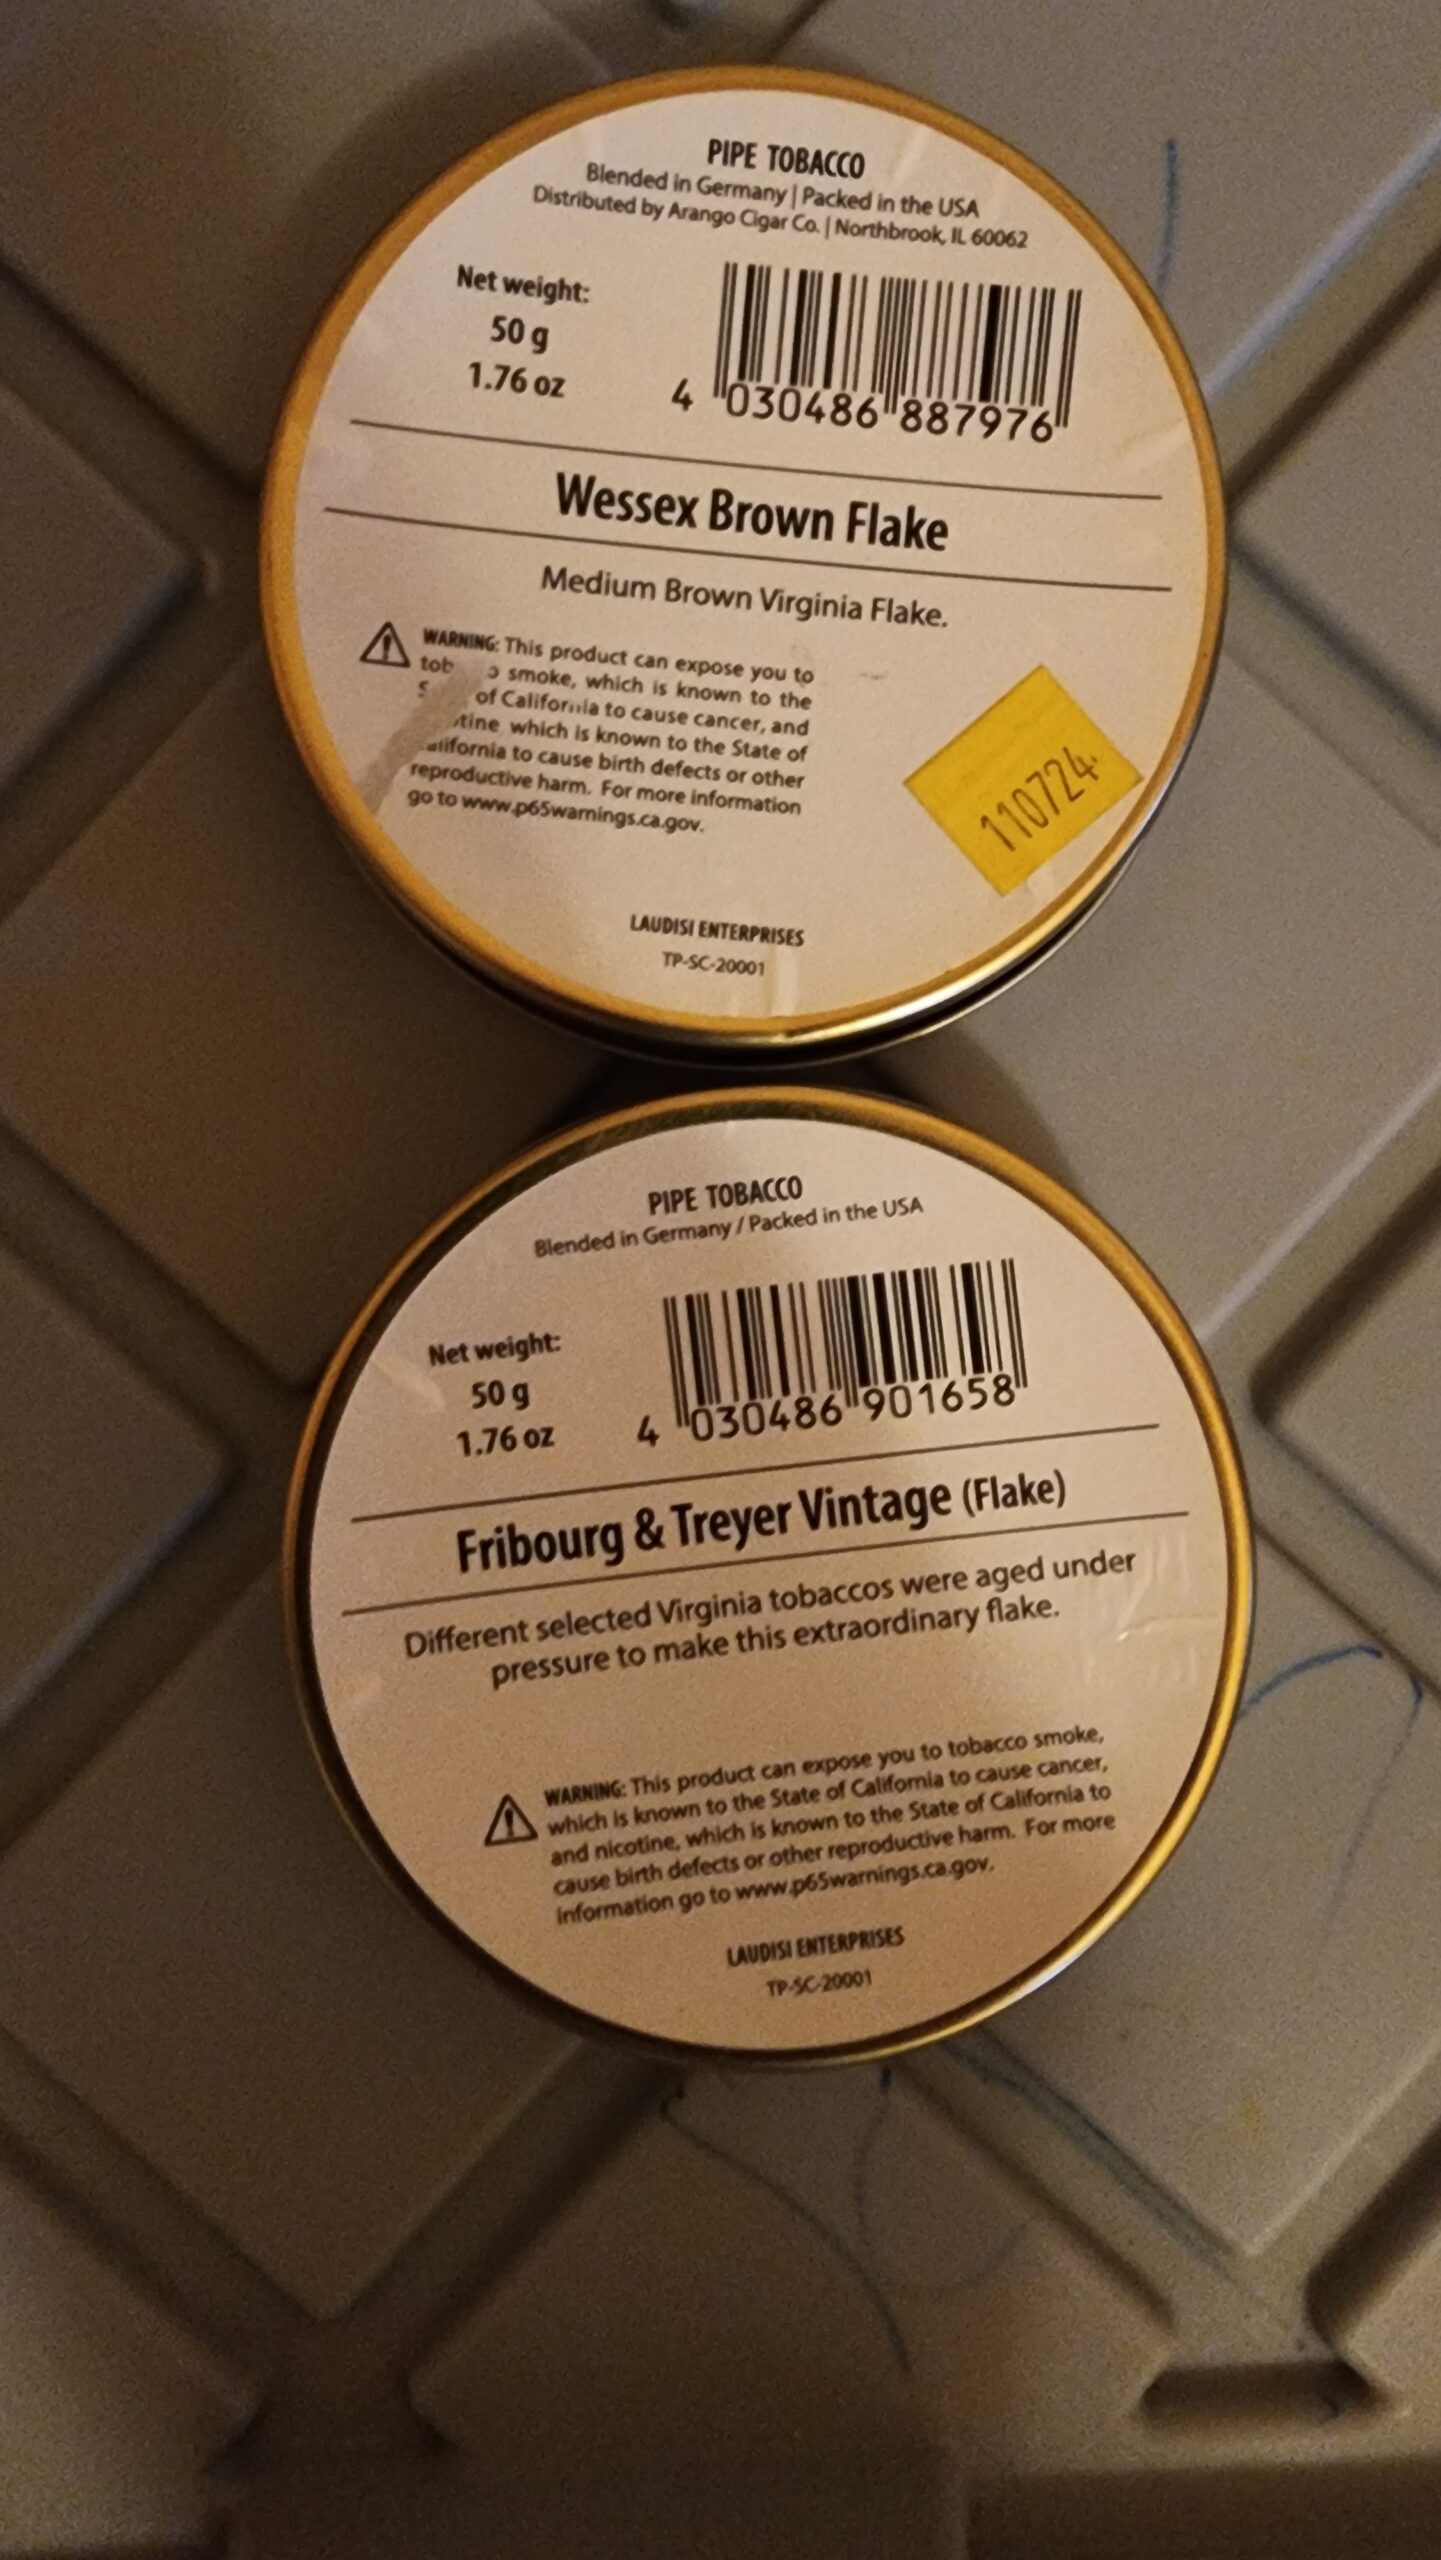 PIPE TOBACCO
Blended in Germany | Packed in the USA
Distributed by Arango Cigar Co. | Northbrook, IL 60062
Net weight:
50 g
1.76 oz
4 030486 887976
Wessex Brown Flake
Medium Brown Virginia Flake.
WARNING: This product can expose you to
smoke, which is known to the
of California to cause cancer, and
which is known to the State of
California to cause birth defects or other
reproductive harm. For more information
go to www.p65warnings.ca.gov.
110724
LAUDISI ENTERPRISES
TP-SC-20001
PIPE TOBACCO
Blended in Germany / Packed in the USA
Net weight:
50 g
1.76 oz
4 030486 901658
Fribourg & Treyer Vintage (Flake)
Different selected Virginia tobaccos were aged under
pressure to make this extraordinary flake.
WARNING: This product can expose you to tobacco smoke,
which is known to the State of California to cause cancer,
and nicotine, which is known to the State of California to
cause birth defects or other reproductive harm. For more
information go to www.p65warnings.ca.gov.
LAUDISI ENTERPRISES
TP-SC-20001